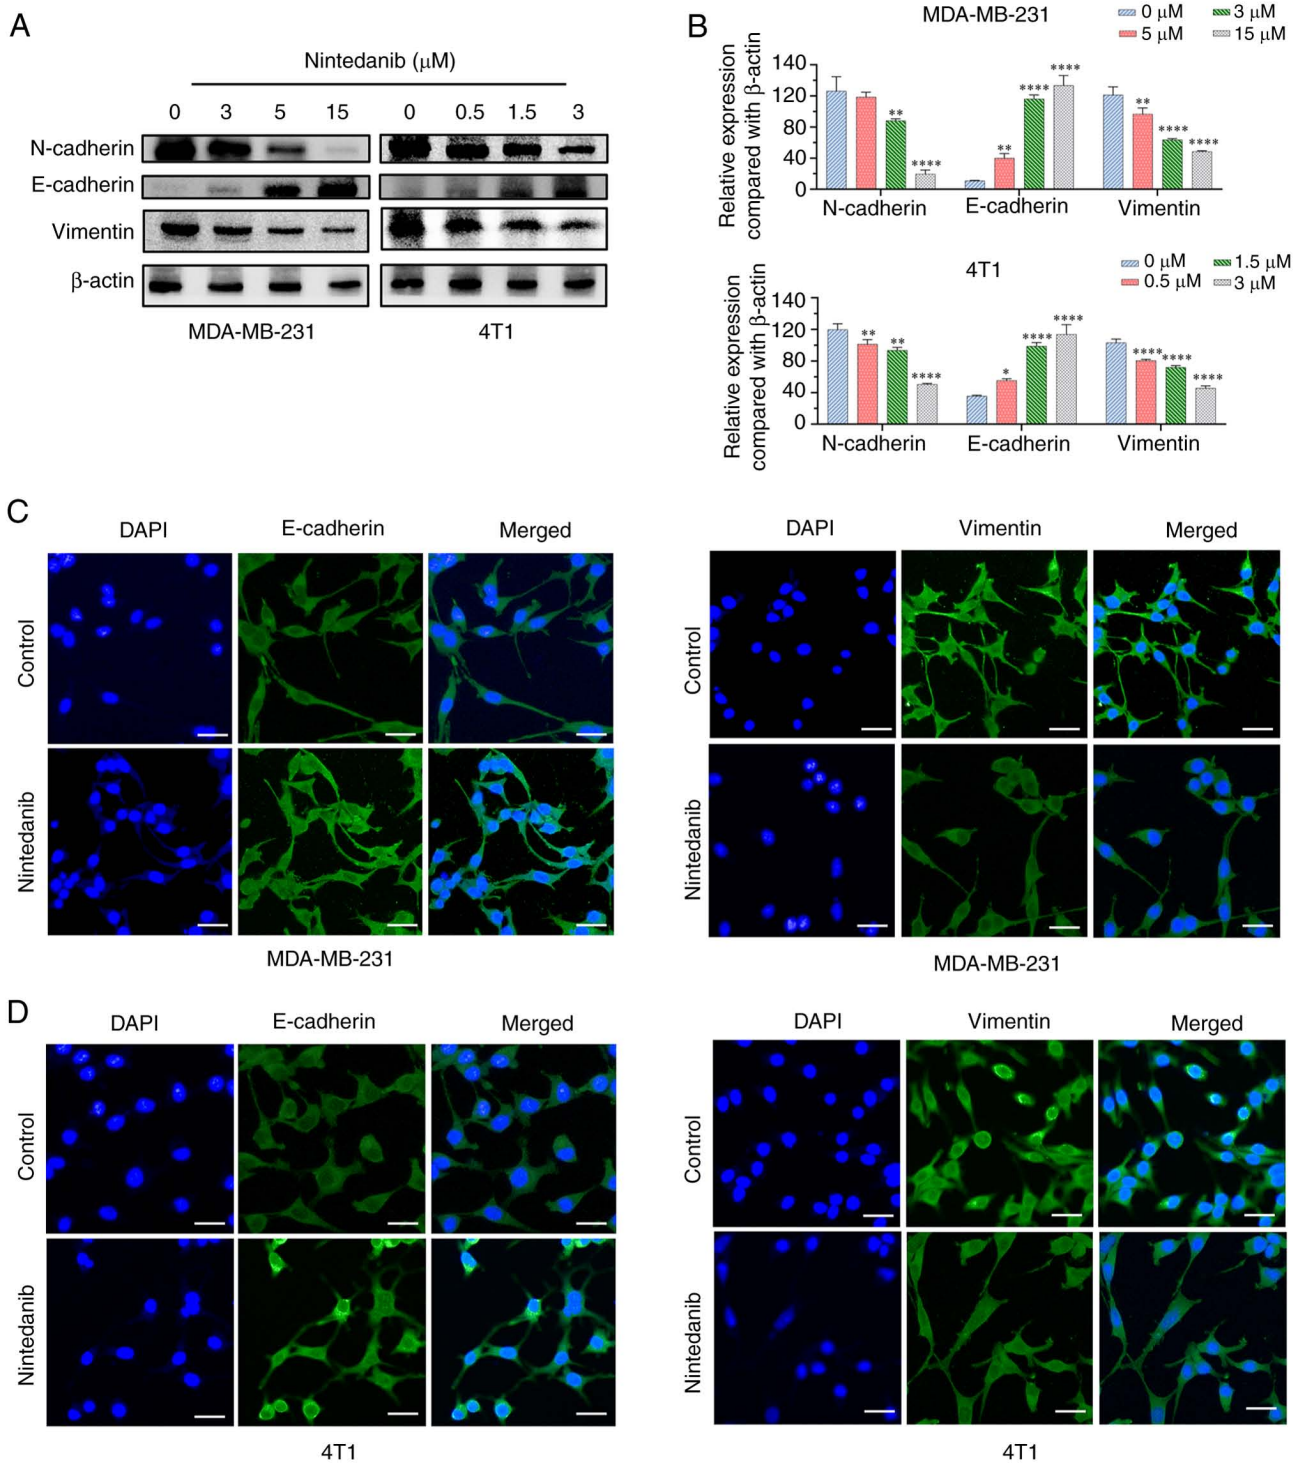 A
Nintedanib (μM)
0 3 5 15 0 0.5 1.5 3
N-cadherin
E-cadherin
Vimentin
β-actin
MDA-MB-231 4T1
B
MDA-MB-231
0 μM 3 μM
5 μM 15 μM
Relative expression
compared with β-actin
140
120
80
40
0
** ****
** **** ****
** **** ****
N-cadherin E-cadherin Vimentin
4T1
0 μM 1.5 μM
0.5 μM 3 μM
Relative expression
compared with β-actin
140
120
80
40
0
** ** ****
* **** ****
**** **** ****
N-cadherin E-cadherin Vimentin
C
DAPI E-cadherin Merged
Control
Nintedanib
MDA-MB-231
DAPI Vimentin Merged
Control
Nintedanib
MDA-MB-231
D
DAPI E-cadherin Merged
Control
Nintedanib
4T1
DAPI Vimentin Merged
Control
Nintedanib
4T1